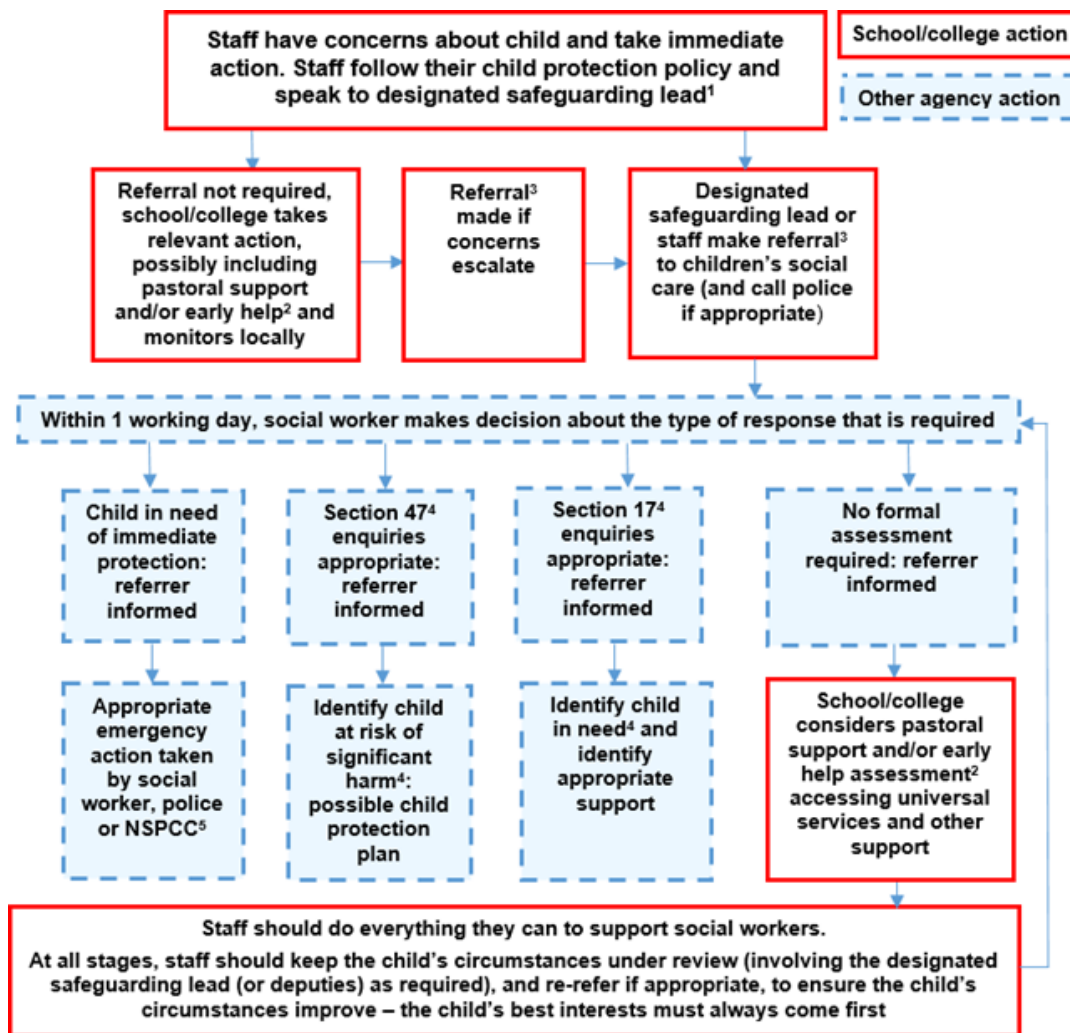 Staff have concerns about child and take immediate
action. Staff follow their child protection policy and
speak to designated safeguarding lead¹
School/college action
Other agency action
Referral not required,
school/college takes
relevant action,
possibly including
pastoral support
and/or early help² and
monitors locally
Referral³
made if
concerns
escalate
Designated
safeguarding lead or
staff make referral³
to children’s social
care (and call police
if appropriate)
Within 1 working day, social worker makes decision about the type of response that is required
Child in need
of immediate
protection:
referrer
informed
Section 47⁴
enquiries
appropriate:
referrer
informed
Section 17⁴
enquiries
appropriate:
referrer
informed
No formal
assessment
required: referrer
informed
Appropriate
emergency
action taken
by social
worker, police
or NSPCC⁵
Identify child
at risk of
significant
harm⁴:
possible child
protection
plan
Identify child
in need⁴ and
identify
appropriate
support
School/college
considers pastoral
support and/or early
help assessment²
accessing universal
services and other
support
Staff should do everything they can to support social workers.
At all stages, staff should keep the child’s circumstances under review (involving the designated
safeguarding lead (or deputies) as required), and re-refer if appropriate, to ensure the child’s
circumstances improve – the child’s best interests must always come first